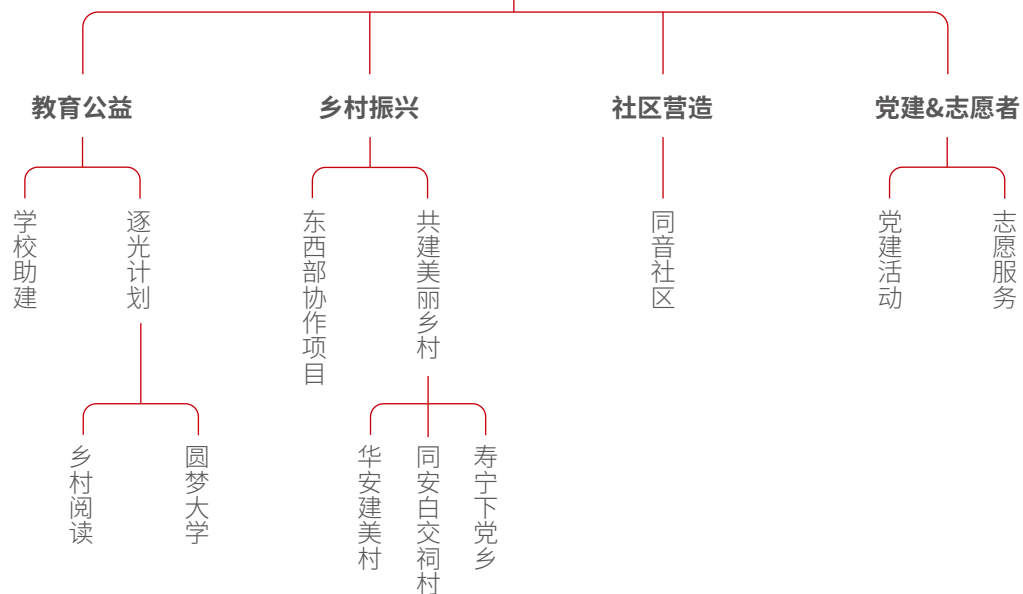 教育公益
乡村振兴
社区营造
党建&志愿者
学校助建
逐光计划
东西部协作项目
共建美丽乡村
同音社区
党建活动
志愿服务
乡村阅读
圆梦大学
华安建美村
同安白交祠村
寿宁下党乡